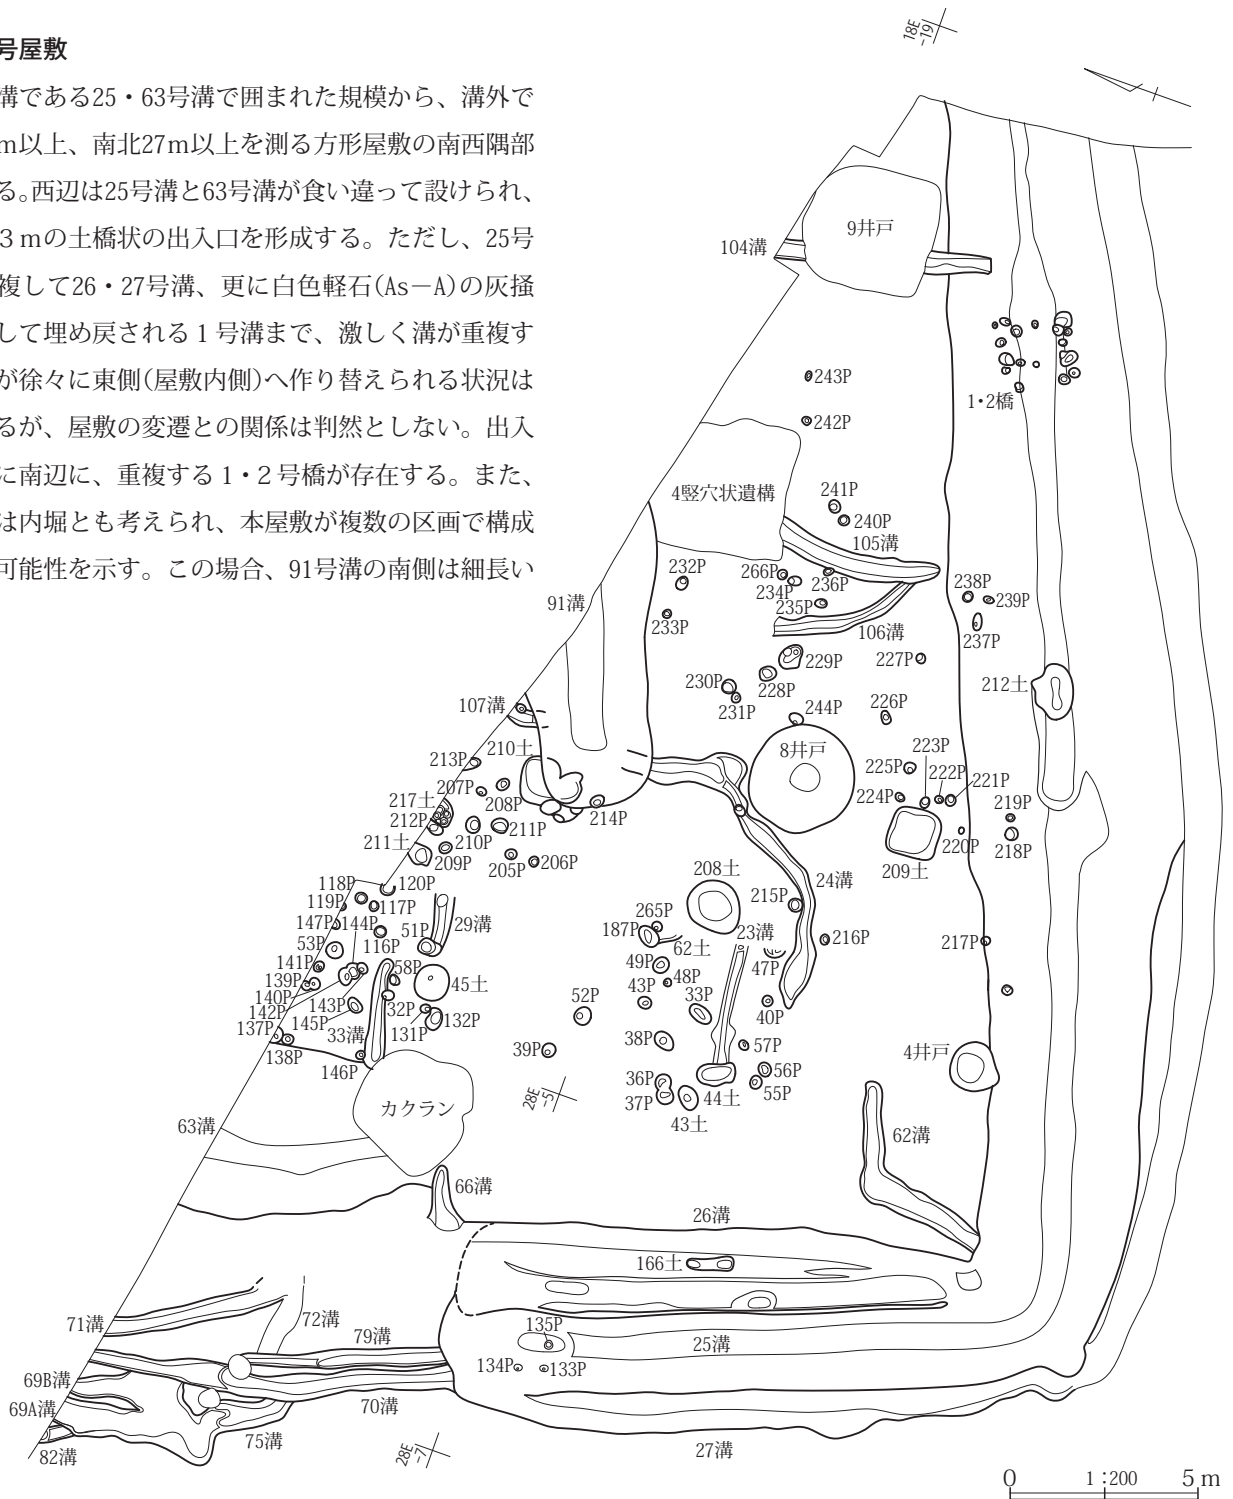 号屋敷
溝である25・63号溝で囲まれた規模から、溝外で
ｍ以上、南北27ｍ以上を測る方形屋敷の南西隅部
る。西辺は25号溝と63号溝が食い違って設けられ、
３ｍの土橋状の出入口を形成する。ただし、25号
複して26・27号溝、更に白色軽石(As－A)の灰掻
して埋め戻される１号溝まで、激しく溝が重複す
が徐々に東側(屋敷内側)へ作り替えられる状況は
るが、屋敷の変遷との関係は判然としない。出入
に南辺に、重複する１・２号橋が存在する。また、
は内堀とも考えられ、本屋敷が複数の区画で構成
可能性を示す。この場合、91号溝の南側は細長い
18E
-19
9井戸
104溝
243P
1・2橋
242P
4竪穴状遺構
241P
240P
105溝
232P
266P
234P
236P
235P
238P
239P
91溝
233P
106溝
237P
229P
227P
230P
228P
212土
231P
244P
226P
107溝
213P
210土
8井戸
223P
225P
222P
221P
207P
208P
217土
224P
219P
212P
211P
214P
211土
210P
220P
218P
209P
205P
206P
208土
209土
118P
120P
24溝
119P
117P
215P
147P
144P
51P
29溝
265P
187P
62土
23溝
216P
217P
53P
116P
141P
58P
49P
47P
139P
45土
48P
140P
52P
43P
33P
142P
143P
32P
40P
137P
145P
131P
132P
33溝
38P
57P
4井戸
138P
39P
146P
56P
36P
55P
37P
44土
カクラン
28E
-5
43土
63溝
62溝
66溝
26溝
166土
71溝
72溝
135P
79溝
25溝
134P
133P
69B溝
69A溝
70溝
75溝
82溝
28E
-7
27溝
0
1：200
5ｍ